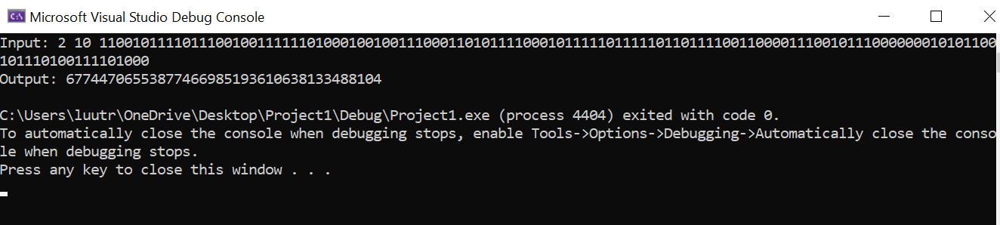 Microsoft Visual Studio Debug Console
Input: 2 10 110010111101110010011111101000100100111000110101111000101111101111101101111001100001110010111000000010101100
101110100111101000
Output: 67744706553877466985193610638133488104
C:\Users\luutr\OneDrive\Desktop\Project1\Debug\Project1.exe (process 4404) exited with code 0.
To automatically close the console when debugging stops, enable Tools->Options->Debugging->Automatically close the conso
le when debugging stops.
Press any key to close this window . . .